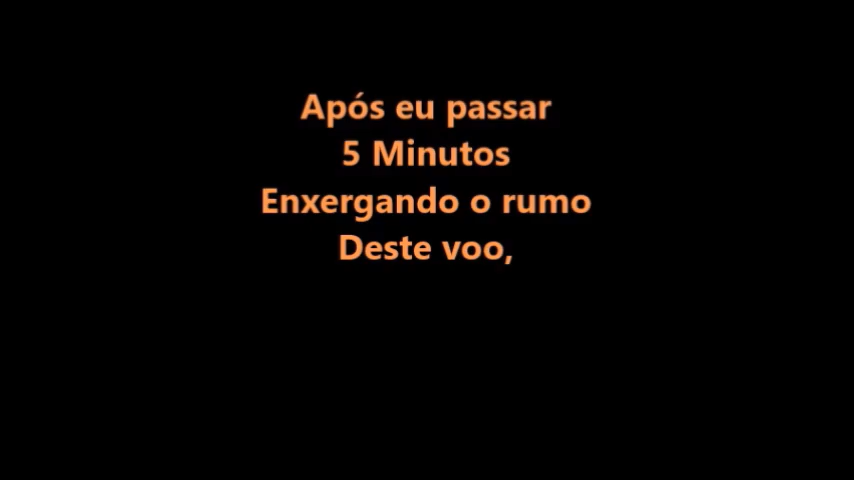 Após eu passar
5 Minutos
Enxergando o rumo
Deste voo,